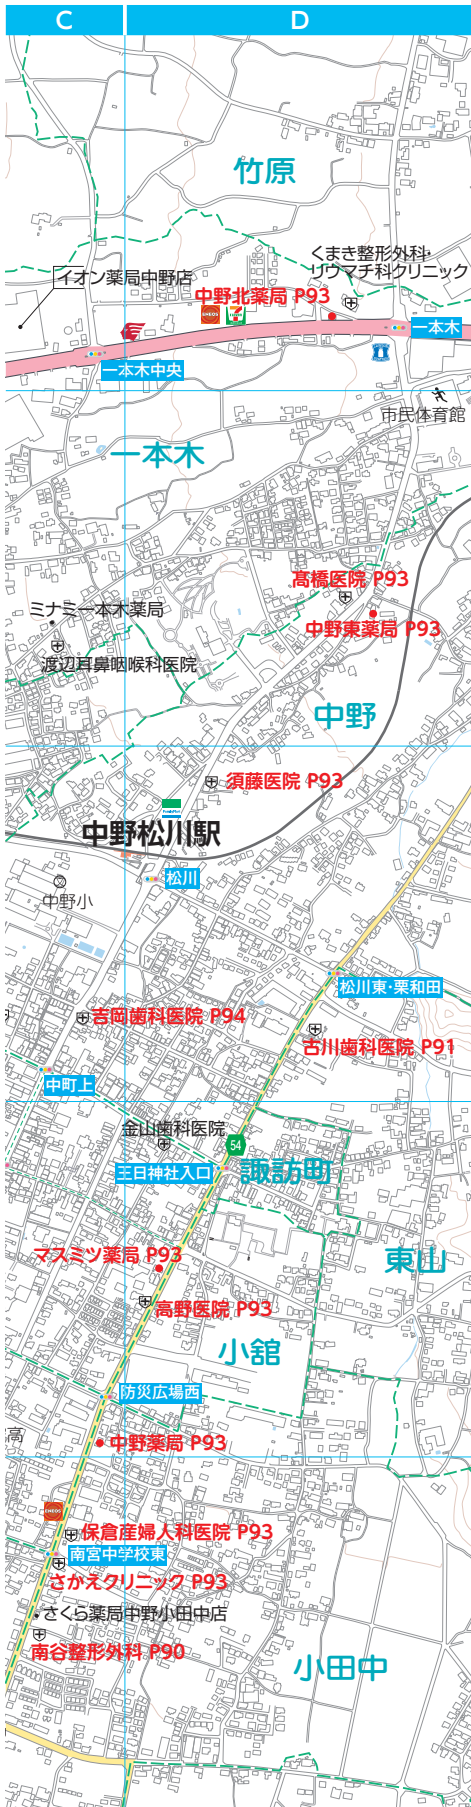 C
D
竹原
くまき整形外科・
リウマチ科クリニック
イオン薬局中野店
中野北薬局 P93
ENEOS
一本木
一本木中央
市民体育館
一本木
髙橋医院 P93
ミナミ一本木薬局
中野東薬局 P93
渡辺耳鼻咽喉科医院
中野
須藤医院 P93
FamilyMart
中野松川駅
松川
中野小
松川東・栗和田
吉岡歯科医院 P94
古川歯科医院 P91
中町上
金山歯科医院
54
三日神社入口
諏訪町
マスミツ薬局 P93
東山
高野医院 P93
小舘
防災広場西
高
中野薬局 P93
ENEOS
保倉産婦人科医院 P93
南宮中学校東
さかえクリニック P93
さくら薬局中野小田中店
南谷整形外科 P90
小田中